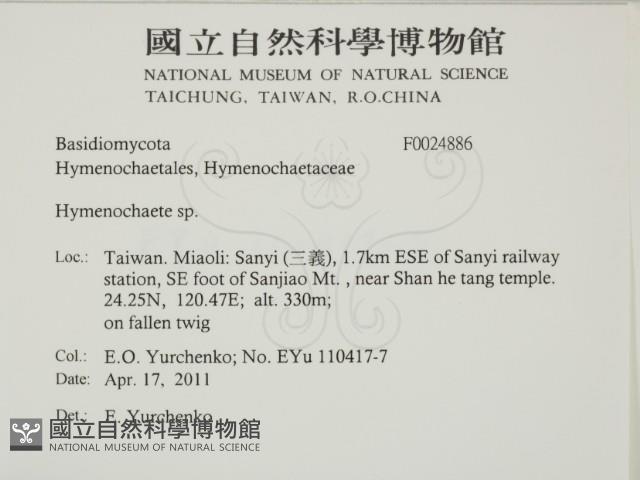 國立自然科學博物館
NATIONAL MUSEUM OF NATURAL SCIENCE
TAICHUNG, TAIWAN, R.O.CHINA
Basidiomycota F0024886
Hymenochaetales, Hymenochaetaceae
Hymenochaete sp.
Loc.: Taiwan. Miaoli: Sanyi (三義), 1.7km ESE of Sanyi railway
station, SE foot of Sanjiao Mt. , near Shan he tang temple.
24.25N, 120.47E; alt. 330m;
on fallen twig
Col.: E.O. Yurchenko; No. EYu 110417-7
Date: Apr. 17, 2011
Det.: E. Yurchenko
國立自然科學博物館
NATIONAL MUSEUM OF NATURAL SCIENCE